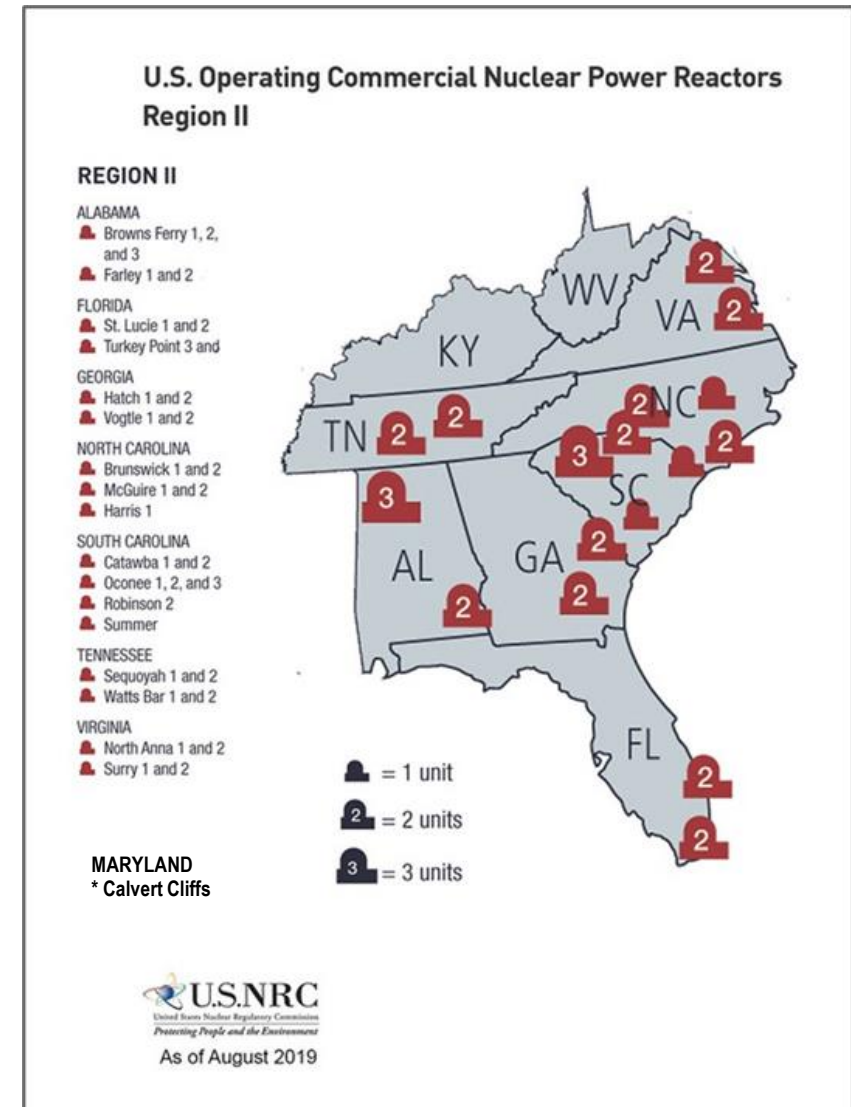 U.S. Operating Commercial Nuclear Power Reactors
Region II
REGION II
ALABAMA
Browns Ferry 1, 2,
and 3
Farley 1 and 2
FLORIDA
St. Lucie 1 and 2
Turkey Point 3 and
GEORGIA
Hatch 1 and 2
Vogtle 1 and 2
NORTH CAROLINA
Brunswick 1 and 2
McGuire 1 and 2
Harris 1
SOUTH CAROLINA
Catawba 1 and 2
Oconee 1, 2, and 3
Robinson 2
Summer
TENNESSEE
Sequoyah 1 and 2
Watts Bar 1 and 2
VIRGINIA
North Anna 1 and 2
Surry 1 and 2
MARYLAND
* Calvert Cliffs
WV
2
VA
2
KY
TN
2
2
2
NC
2
3
2
SC
3
AL
GA
2
2
2
FL
2
2
= 1 unit
2 = 2 units
3 = 3 units
U.S.NRC
United States Nuclear Regulatory Commission
Protecting People and the Environment
As of August 2019